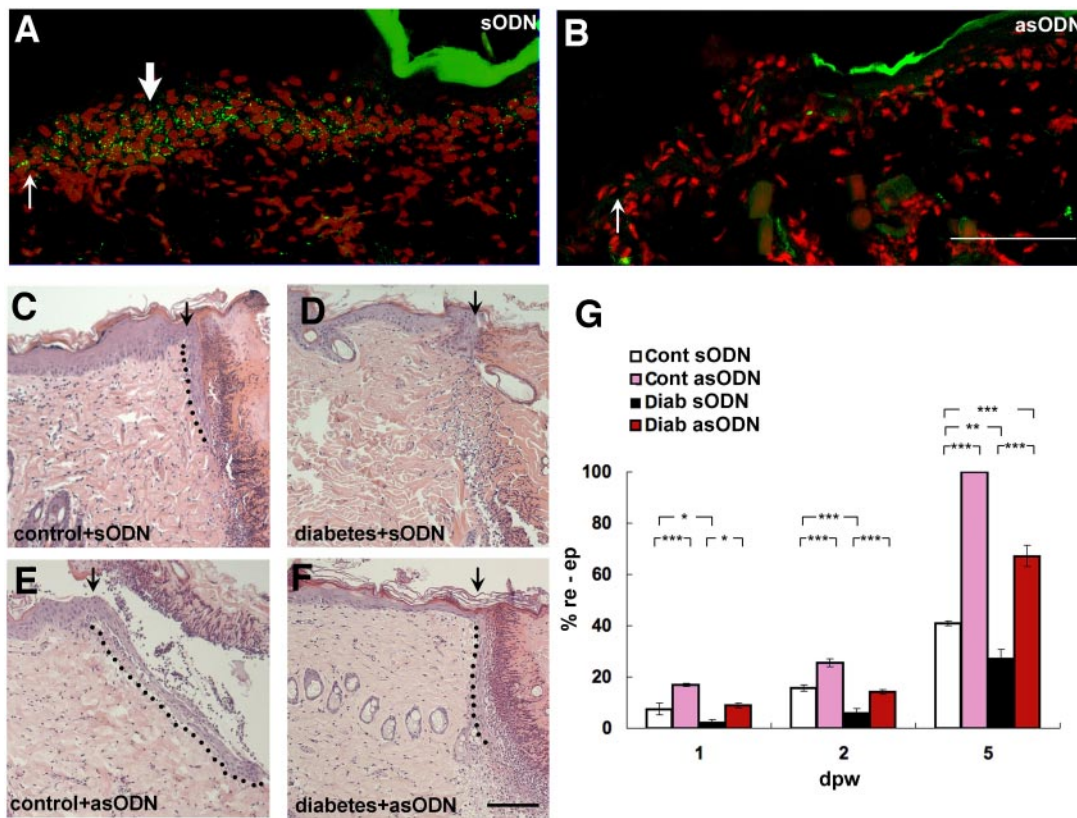 A
sODN
B
asODN
C
control+sODN
D
diabetes+sODN
E
control+asODN
F
diabetes+asODN
G
Cont sODN
Cont asODN
Diab sODN
Diab asODN
***
**
*** ***
* ***
*** * *** ***
% re - ep
100
80
60
40
20
0
1 2 5
dpw